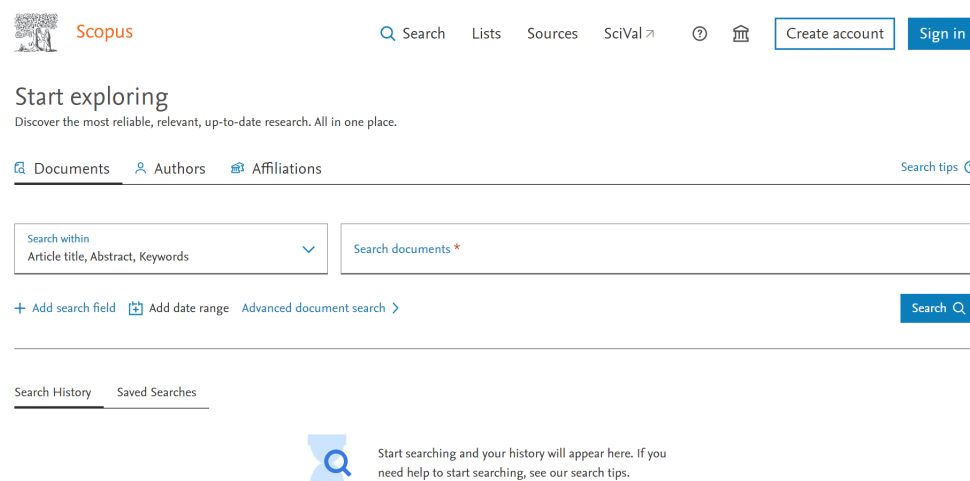 Scopus
Search Lists Sources SciVal Create account Sign in
Start exploring
Discover the most reliable, relevant, up-to-date research. All in one place.
Documents Authors Affiliations Search tips
Search within
Article title, Abstract, Keywords
Search documents *
Add search field Add date range Advanced document search Search
Search History Saved Searches
Start searching and your history will appear here. If you
need help to start searching, see our search tips.